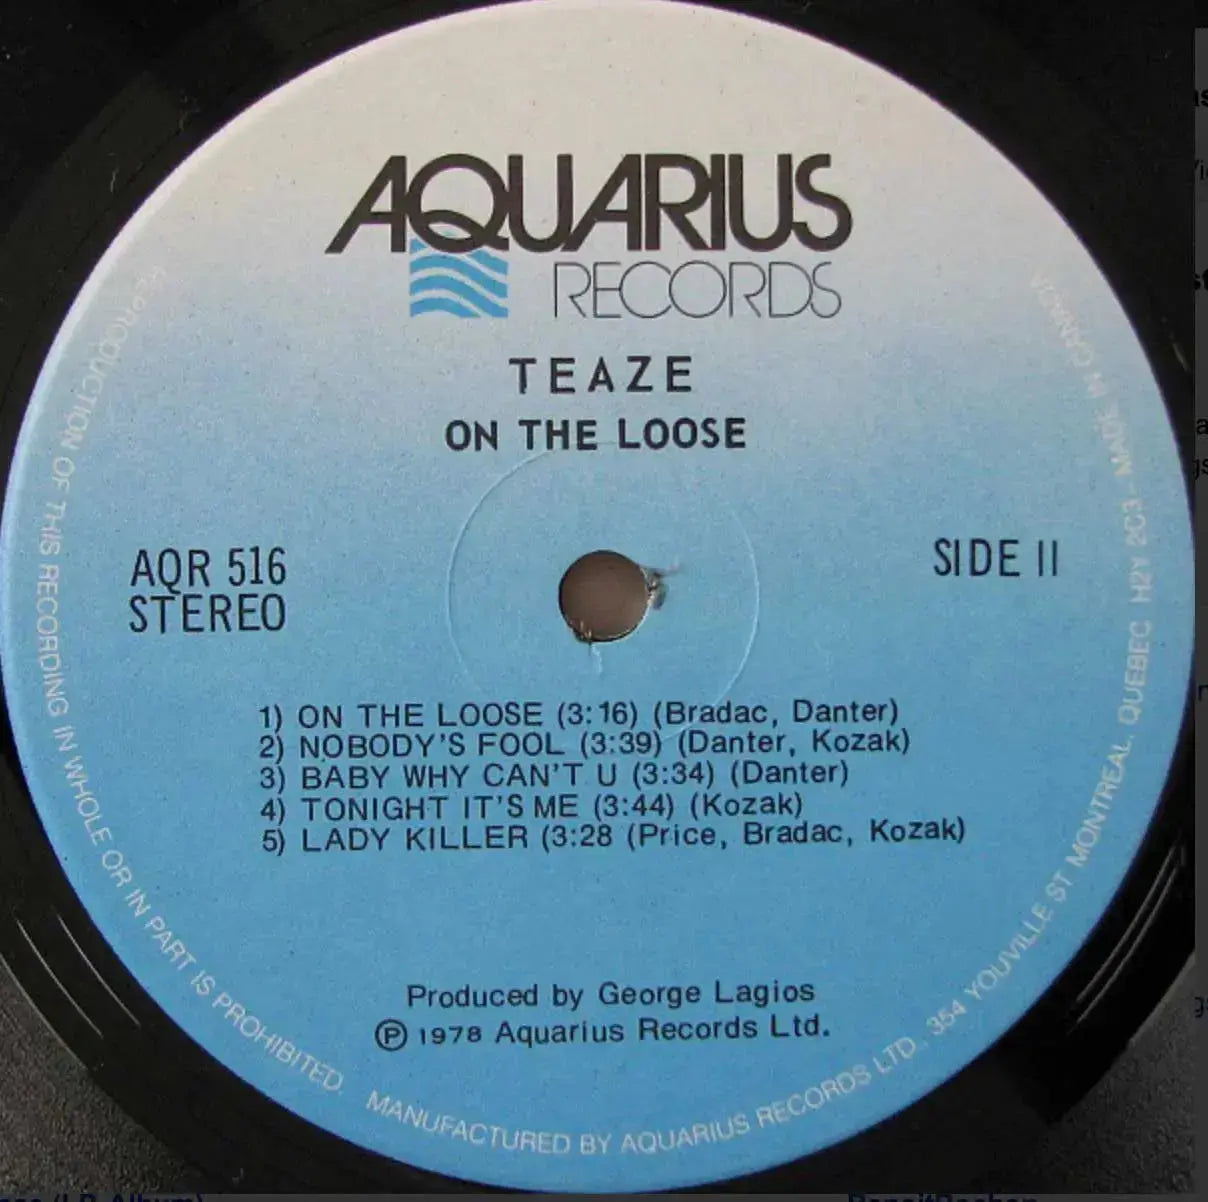 AQUARIUS
RECORDS
TEAZE
ON THE LOOSE
AQR 516
STEREO
SIDE II
1) ON THE LOOSE (3:16) (Bradac, Danter)
2) NOBODY'S FOOL (3:39) (Danter, Kozak)
3) BABY WHY CAN'T U (3:34) (Danter)
4) TONIGHT IT'S ME (3:44) (Kozak)
5) LADY KILLER (3:28 (Price, Bradac, Kozak)
Produced by George Lagios
℗ 1978 Aquarius Records Ltd.
REPRODUCTION OF THIS RECORDING IN WHOLE OR IN PART IS PROHIBITED. MANUFACTURED BY AQUARIUS RECORDS LTD. 354 YOUVILLE ST MONTREAL. QUEBEC H2Y 2C3 - MADE IN CANADA